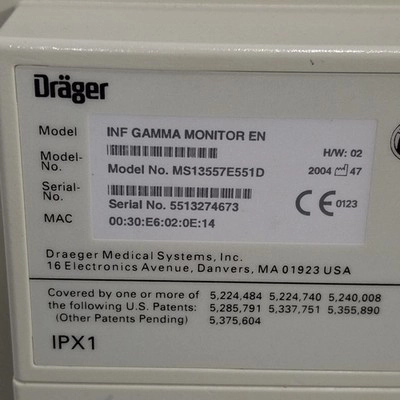 Dräger
Model INF GAMMA MONITOR EN
H/W: 02
Model-No. Model No. MS13557E551D
2004 47
Serial-No. Serial No. 5513274673
CE 0123
MAC 00:30:E6:02:0E:14
Draeger Medical Systems, Inc.
16 Electronics Avenue, Danvers, MA 01923 USA
Covered by one or more of 5,224,484 5,224,740 5,240,008
the following U.S. Patents: 5,285,791 5,337,751 5,355,890
(Other Patents Pending) 5,375,604
IPX1